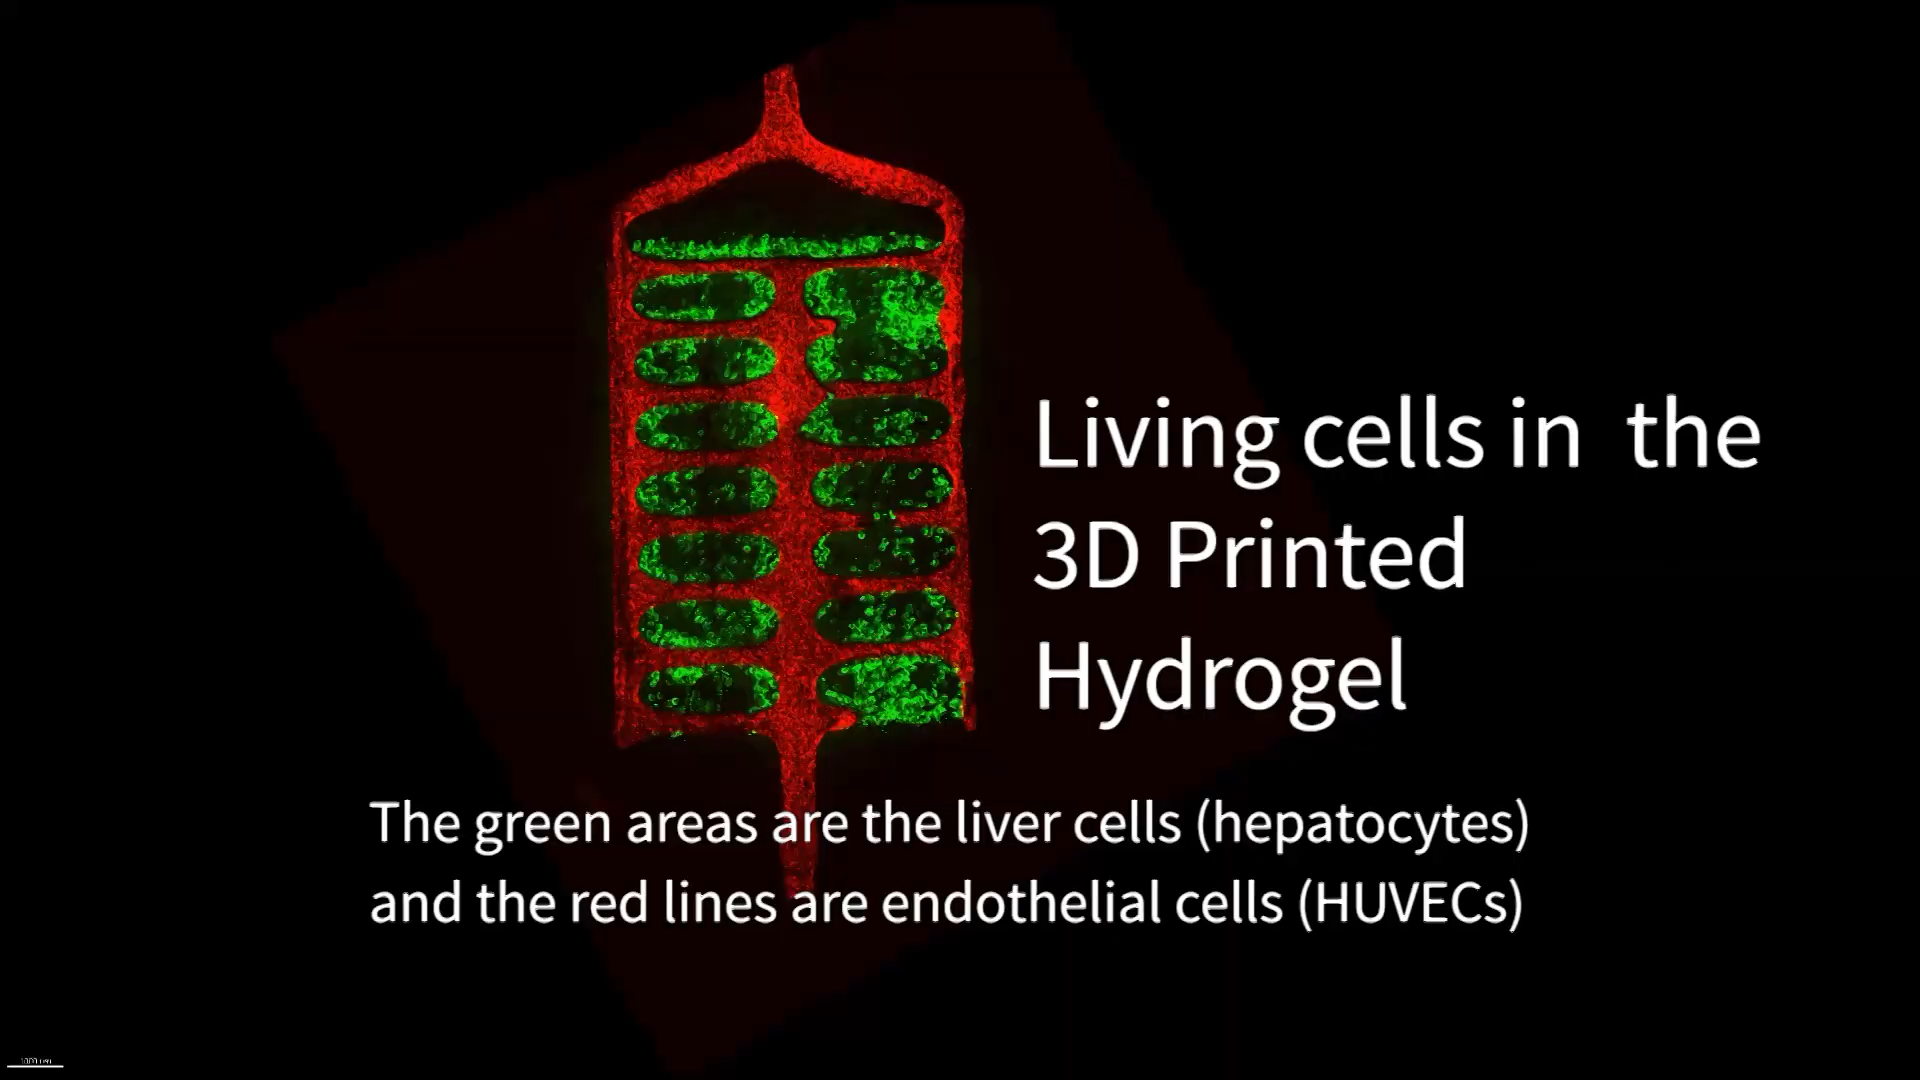 Living cells in  the
3D Printed
Hydrogel
The green areas are the liver cells (hepatocytes)
and the red lines are endothelial cells (HUVECs)